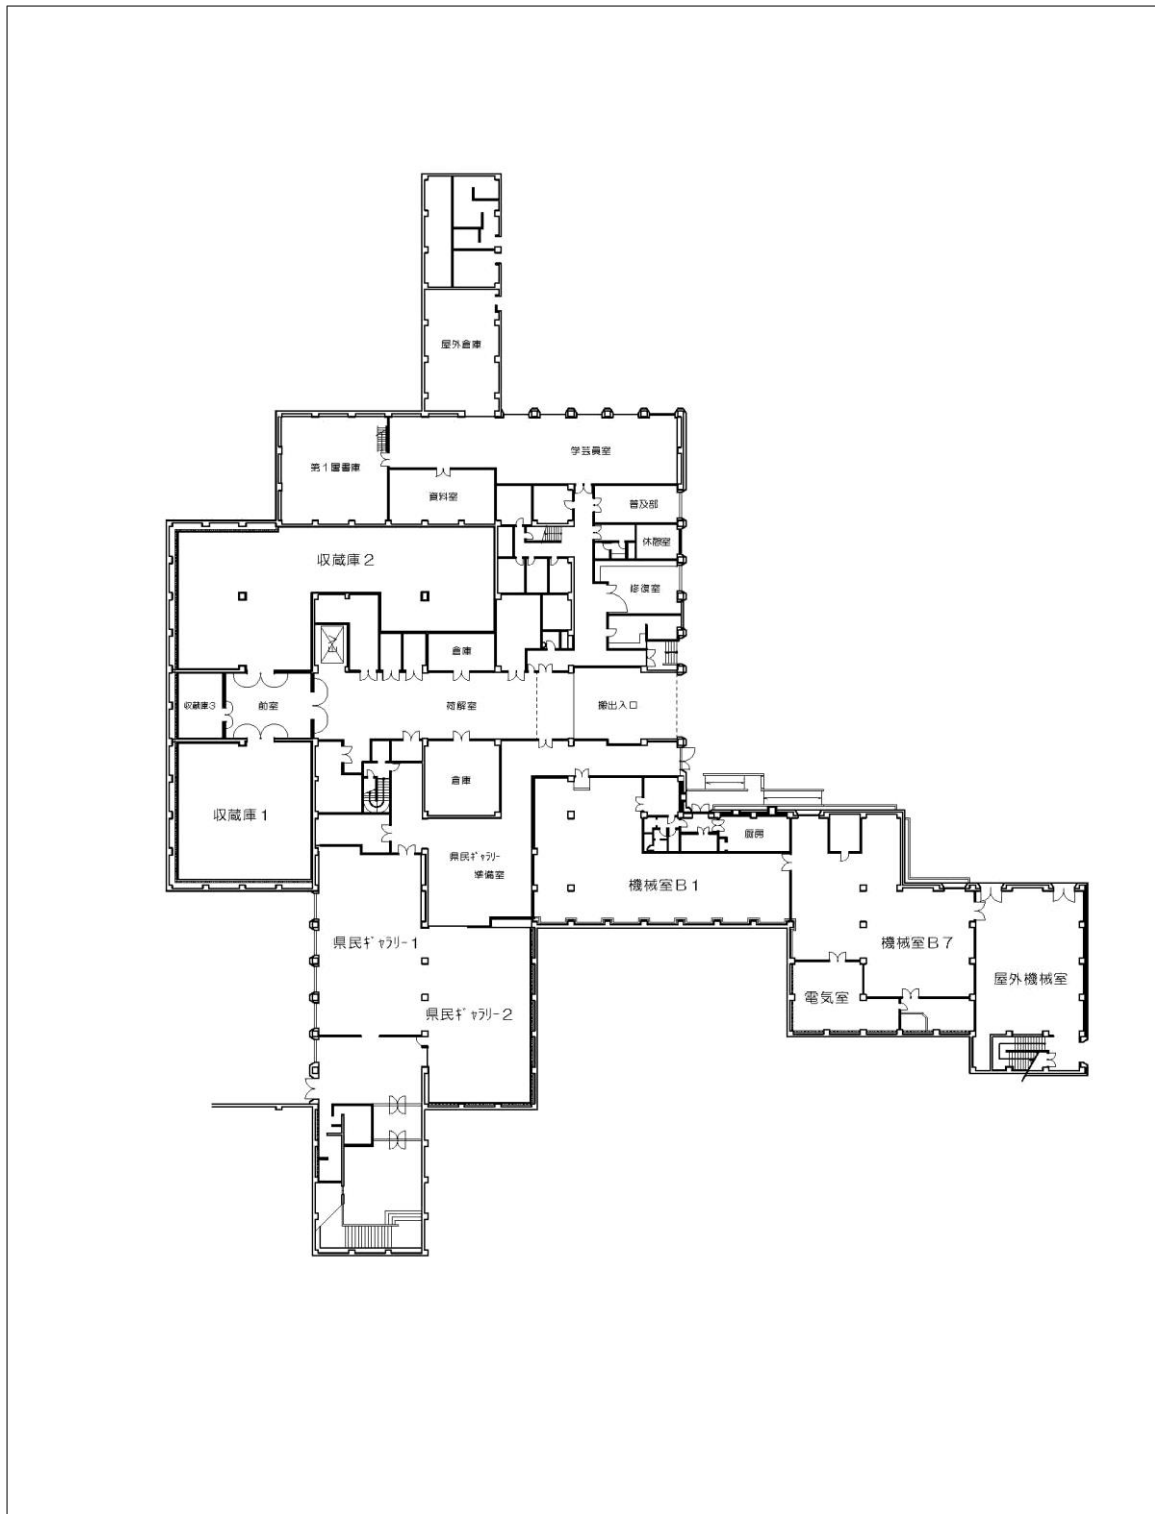 屋外倉庫
学芸員室
第1層書庫
資料室
普及部
休憩室
収蔵庫2
修復室
倉庫
収蔵庫3
前室
荷解室
搬出入口
倉庫
収蔵庫1
厨房
県民ギャラリー
準備室
機械室B1
県民ギャラリー1
機械室B7
屋外機械室
電気室
県民ギャラリー2